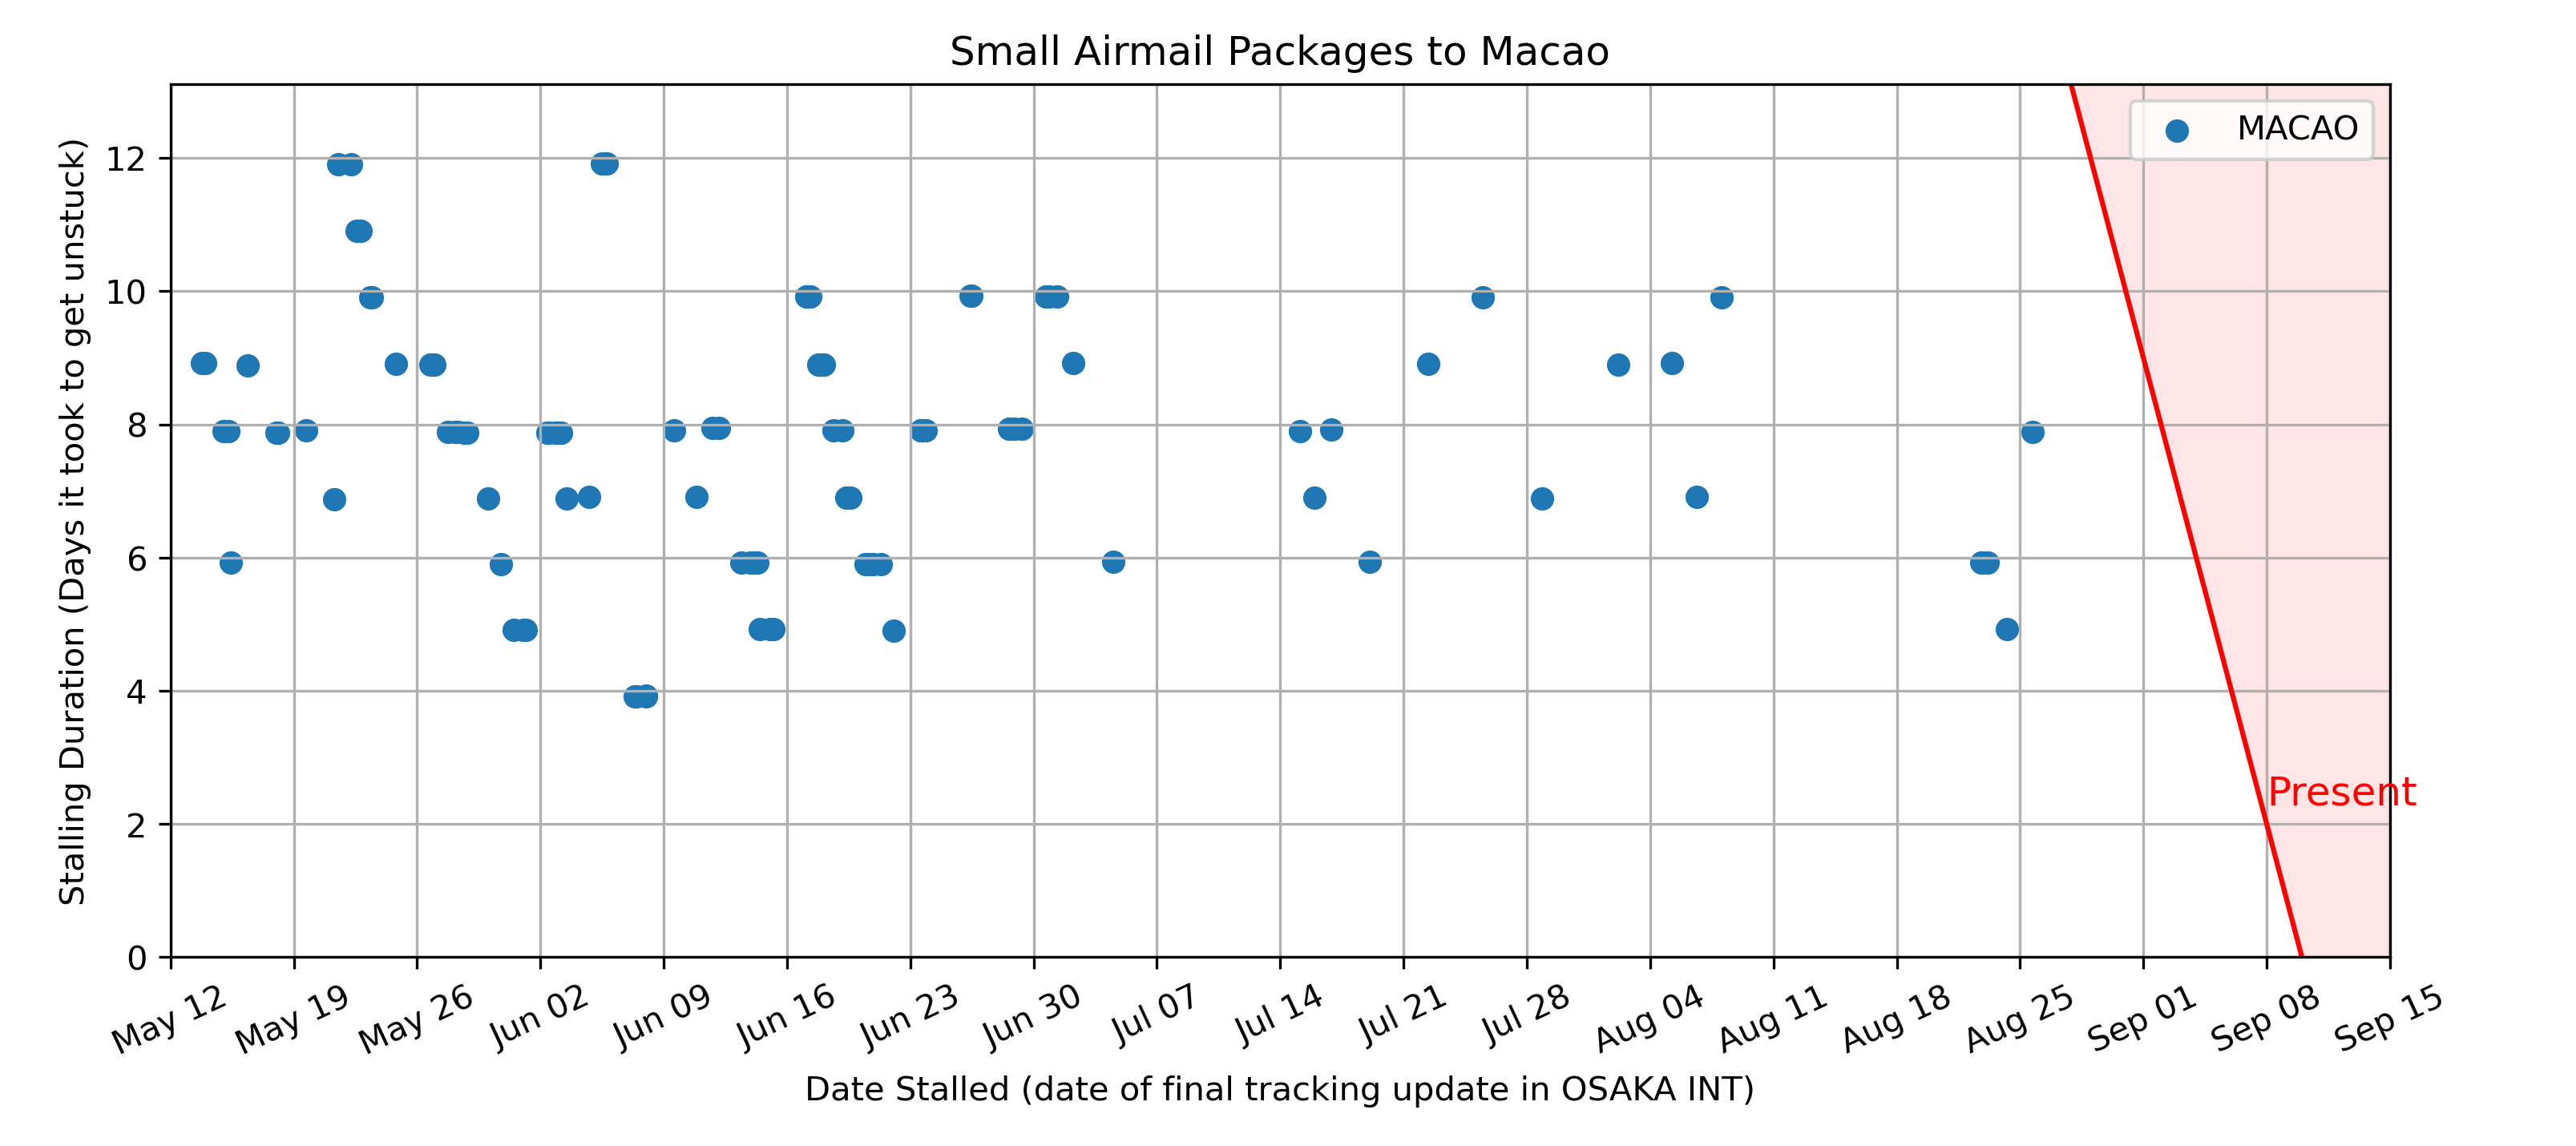 Small Airmail Packages to Macao
MACAO
Stalling Duration (Days it took to get unstuck)
12
10
8
6
4
2
0
Present
May 12
May 19
May 26
Jun 02
Jun 09
Jun 16
Jun 23
Jun 30
Jul 07
Jul 14
Jul 21
Jul 28
Aug 04
Aug 11
Aug 18
Aug 25
Sep 01
Sep 08
Sep 15
Date Stalled (date of final tracking update in OSAKA INT)